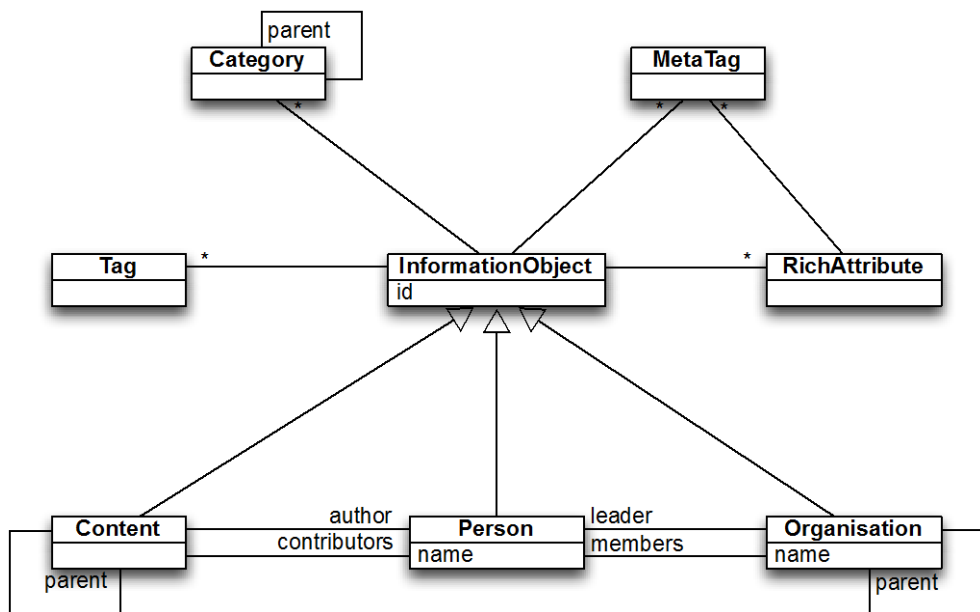 parent
Category
MetaTag
*
*
*
*
*
Tag
InformationObject
RichAttribute
id
author
leader
Content
Person
Organisation
contributors
members
name
name
parent
parent